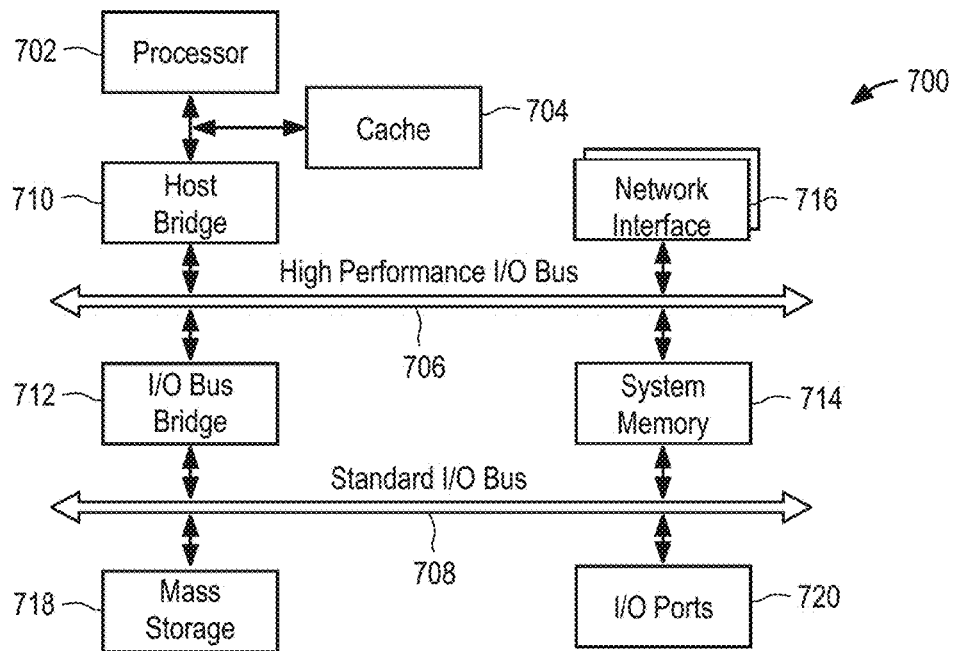 702
Processor
700
Cache
704
710
Host
Bridge
Network
Interface
716
High Performance I/O Bus
706
712
I/O Bus
Bridge
System
Memory
714
Standard I/O Bus
708
718
Mass
Storage
I/O Ports
720